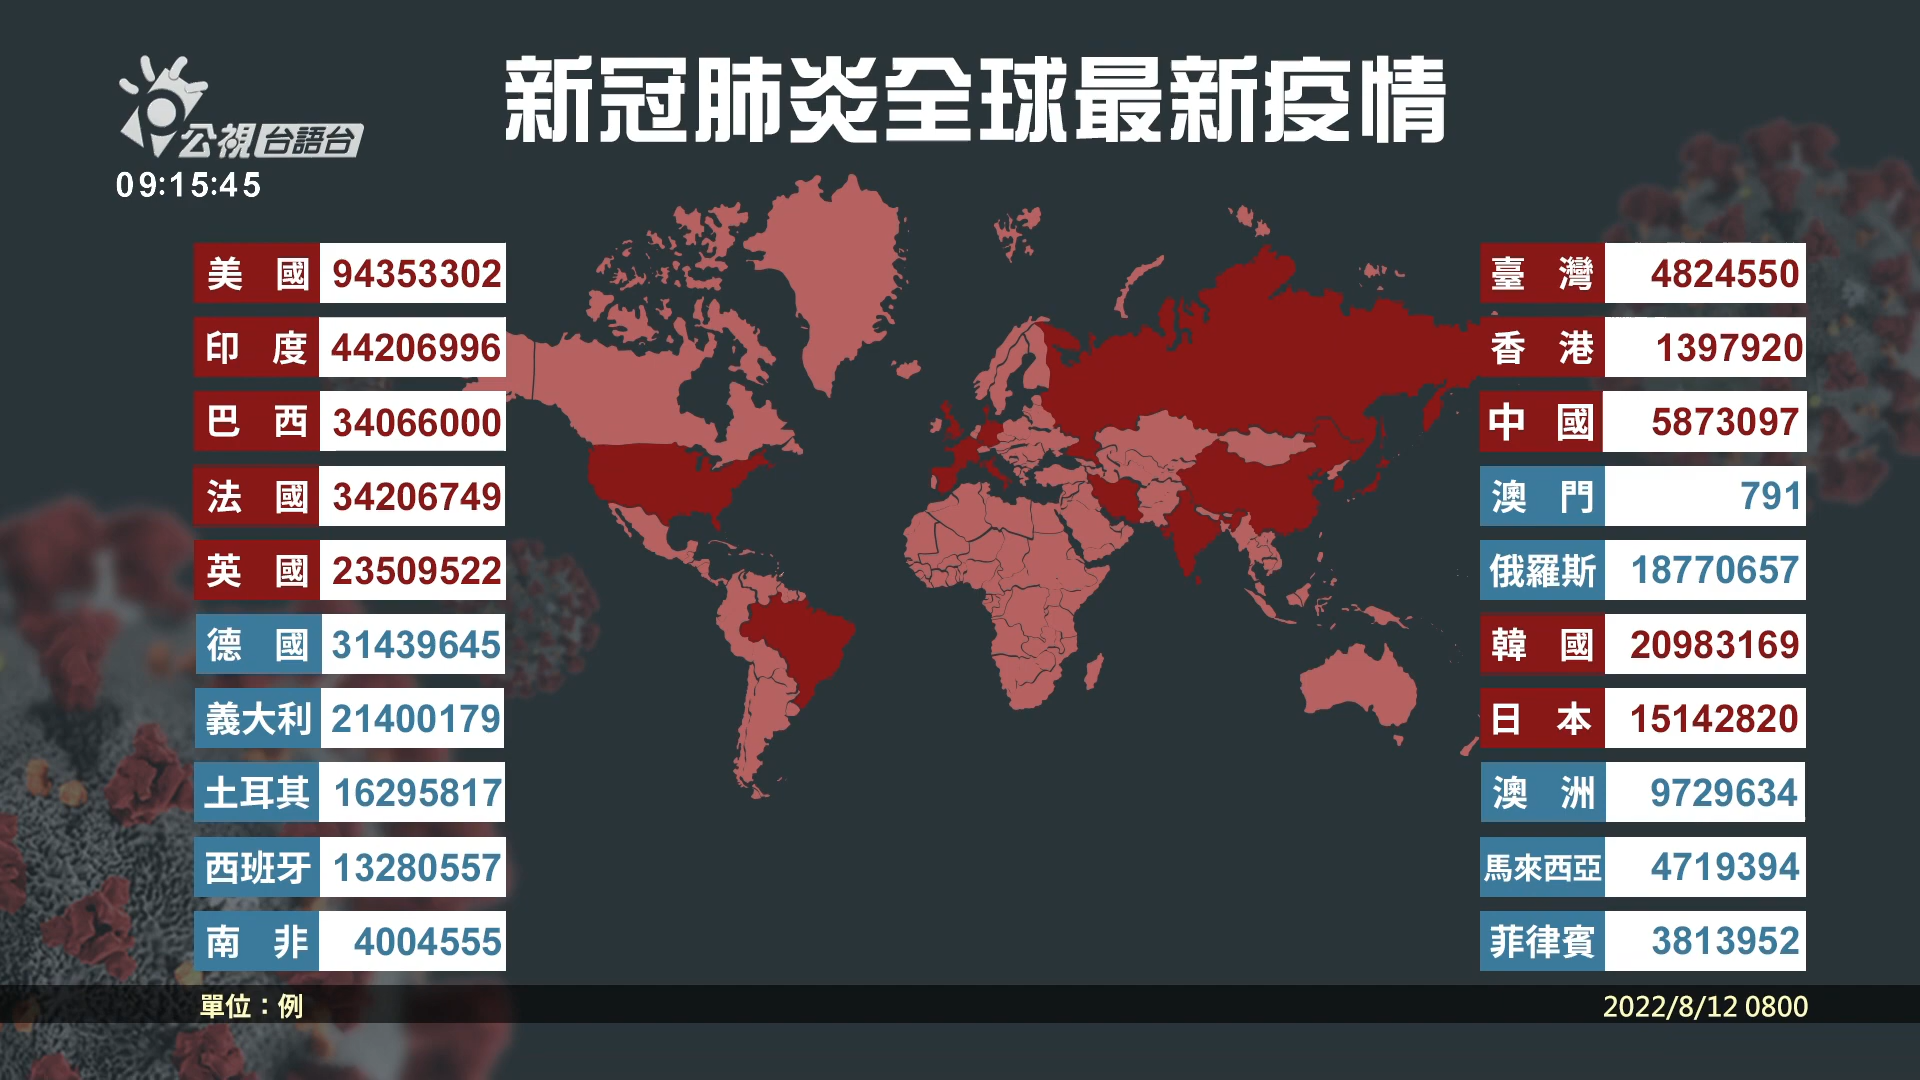 新冠肺炎全球最新疫情
公視台語台
09:15:45
美國 94353302
印度 44206996
巴西 34066000
法國 34206749
英國 23509522
德國 31439645
義大利 21400179
土耳其 16295817
西班牙 13280557
南非 4004555
臺灣 4824550
香港 1397920
中國 5873097
澳門 791
俄羅斯 18770657
韓國 20983169
日本 15142820
澳洲 9729634
馬來西亞 4719394
菲律賓 3813952
單位：例
2022/8/12 0800